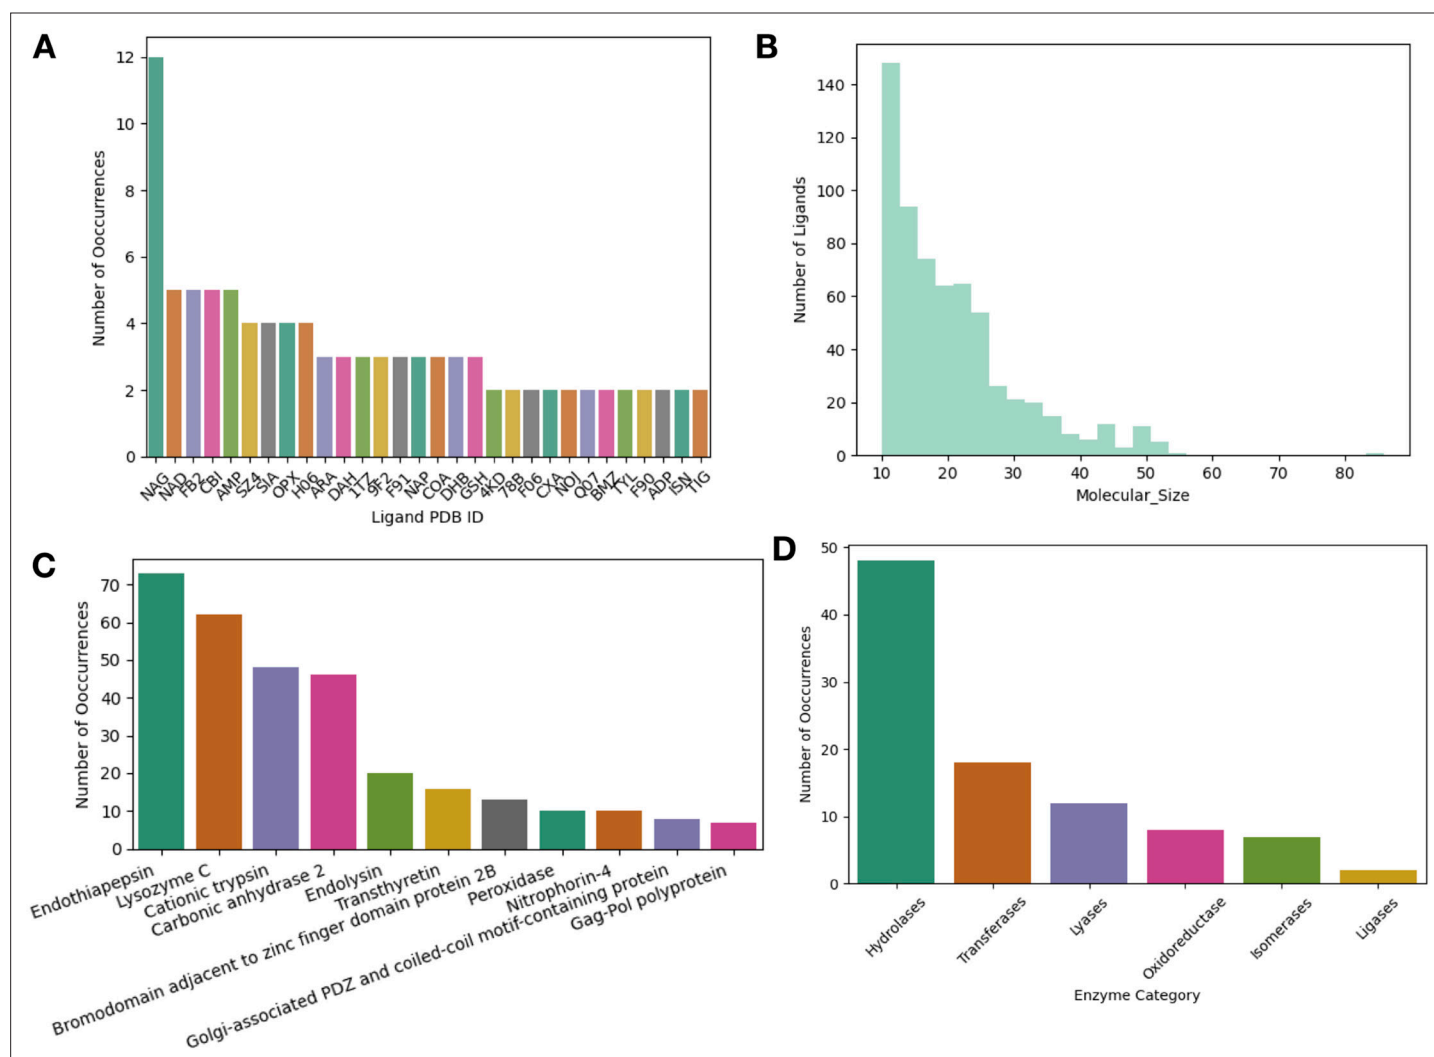 A
12
10
8
6
4
2
0
Number of Ooccurrences
NAG
NAD
FB2
CBI
AMP
SZ4
SIA
OPX
H06
ARA
DAH
1TZ
9F2
F91
NAP
COA
DHB
GSH
4KD
78B
F06
CXA
NOJ
Q07
BMZ
TYL
F90
ADP
ISN
TIG
Ligand PDB ID
B
140
120
100
80
60
40
20
0
Number of Ligands
10
20
30
40
50
60
70
80
Molecular_Size
C
70
60
50
40
30
20
10
0
Number of Ooccurrences
Endothiapepsin
Lysozyme C
Cationic trypsin
Carbonic anhydrase 2
Endolysin
Transthyretin
Bromodomain adjacent to zinc finger domain protein 2B
Peroxidase
Nitrophorin-4
Golgi-associated PDZ and coiled-coil motif-containing protein
Gag-Pol polyprotein
D
50
40
30
20
10
0
Number of Ooccurrences
Hydrolases
Transferases
Lyases
Oxidoreductase
Isomerases
Ligases
Enzyme Category